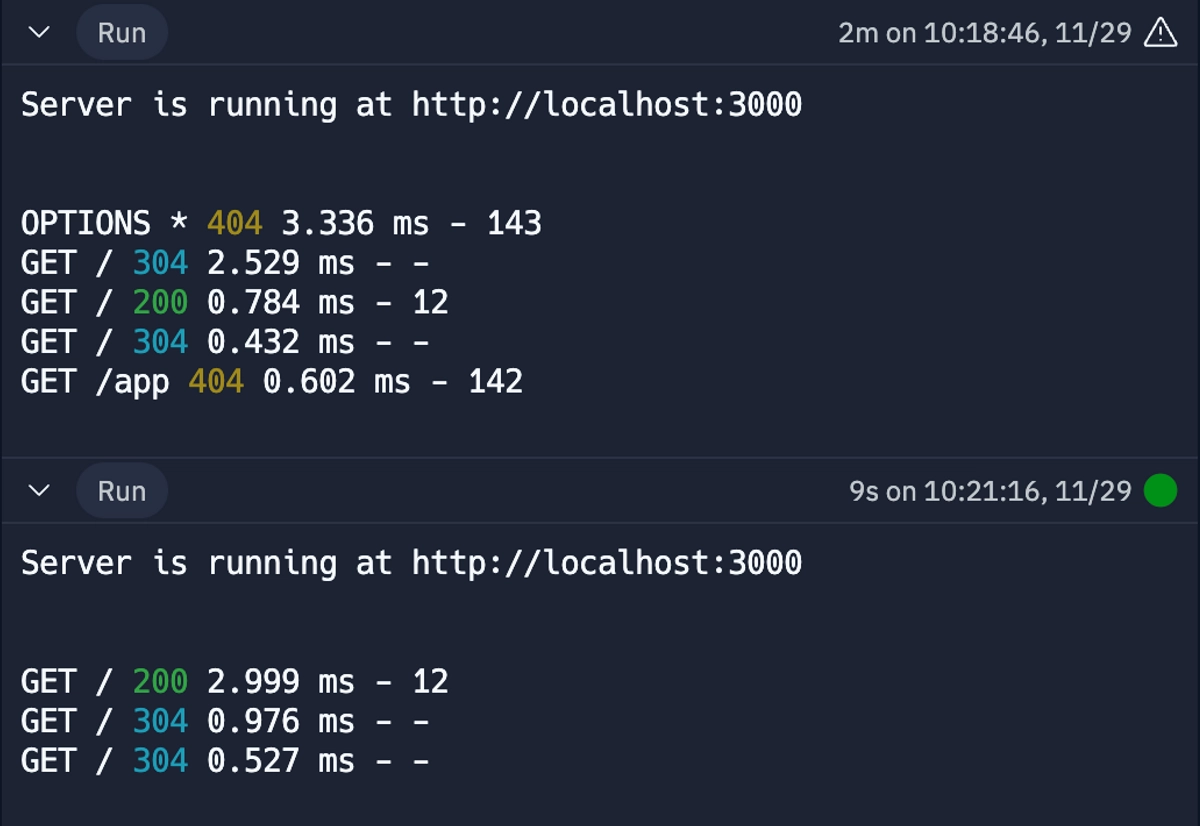 Run 2m on 10:18:46, 11/29
Server is running at http://localhost:3000
OPTIONS * 404 3.336 ms - 143
GET / 304 2.529 ms - -
GET / 200 0.784 ms - 12
GET / 304 0.432 ms - -
GET /app 404 0.602 ms - 142
Run 9s on 10:21:16, 11/29
Server is running at http://localhost:3000
GET / 200 2.999 ms - 12
GET / 304 0.976 ms - -
GET / 304 0.527 ms - -